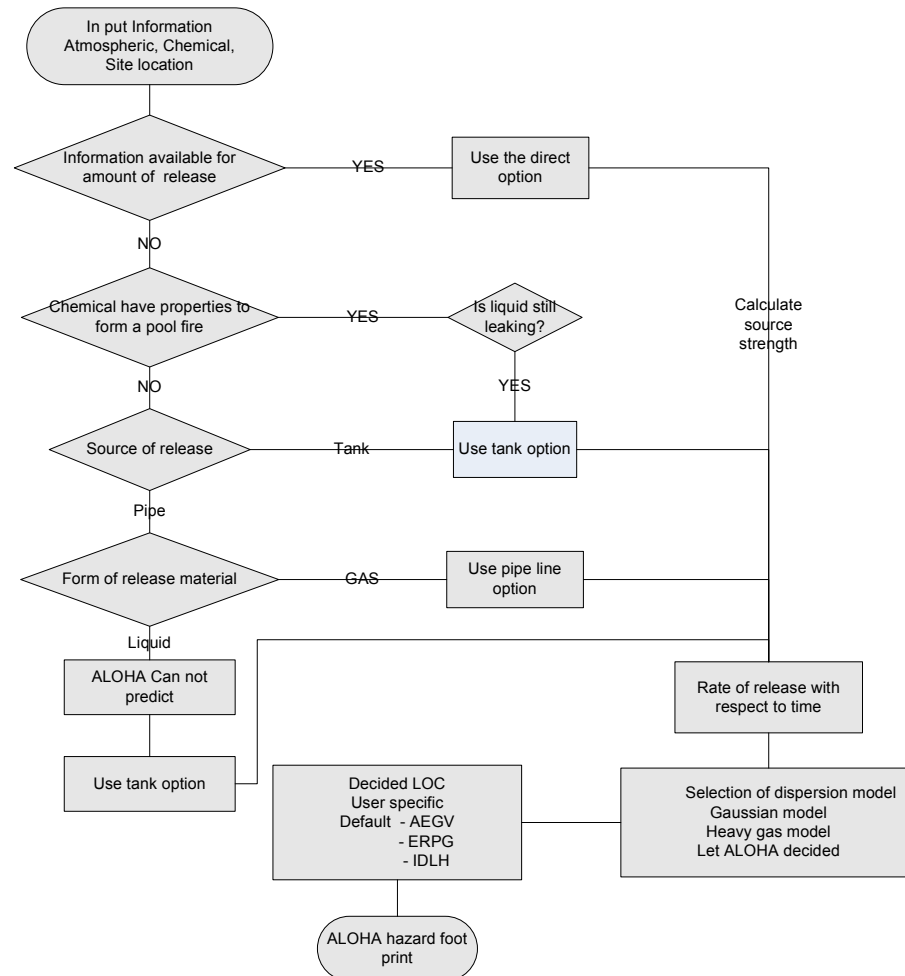 In put Information
Atmospheric, Chemical,
Site location
Information available for
amount of release
YES
Use the direct
option
NO
Chemical have properties to
form a pool fire
YES
Is liquid still
leaking?
Calculate
source
strength
YES
NO
Source of release
Tank
Use tank option
Pipe
Form of release material
GAS
Use pipe line
option
Liquid
ALOHA Can not
predict
Rate of release with
respect to time
Use tank option
Decided LOC
User specific
Default - AEGV
- ERPG
- IDLH
Selection of dispersion model
Gaussian model
Heavy gas model
Let ALOHA decided
ALOHA hazard foot
print